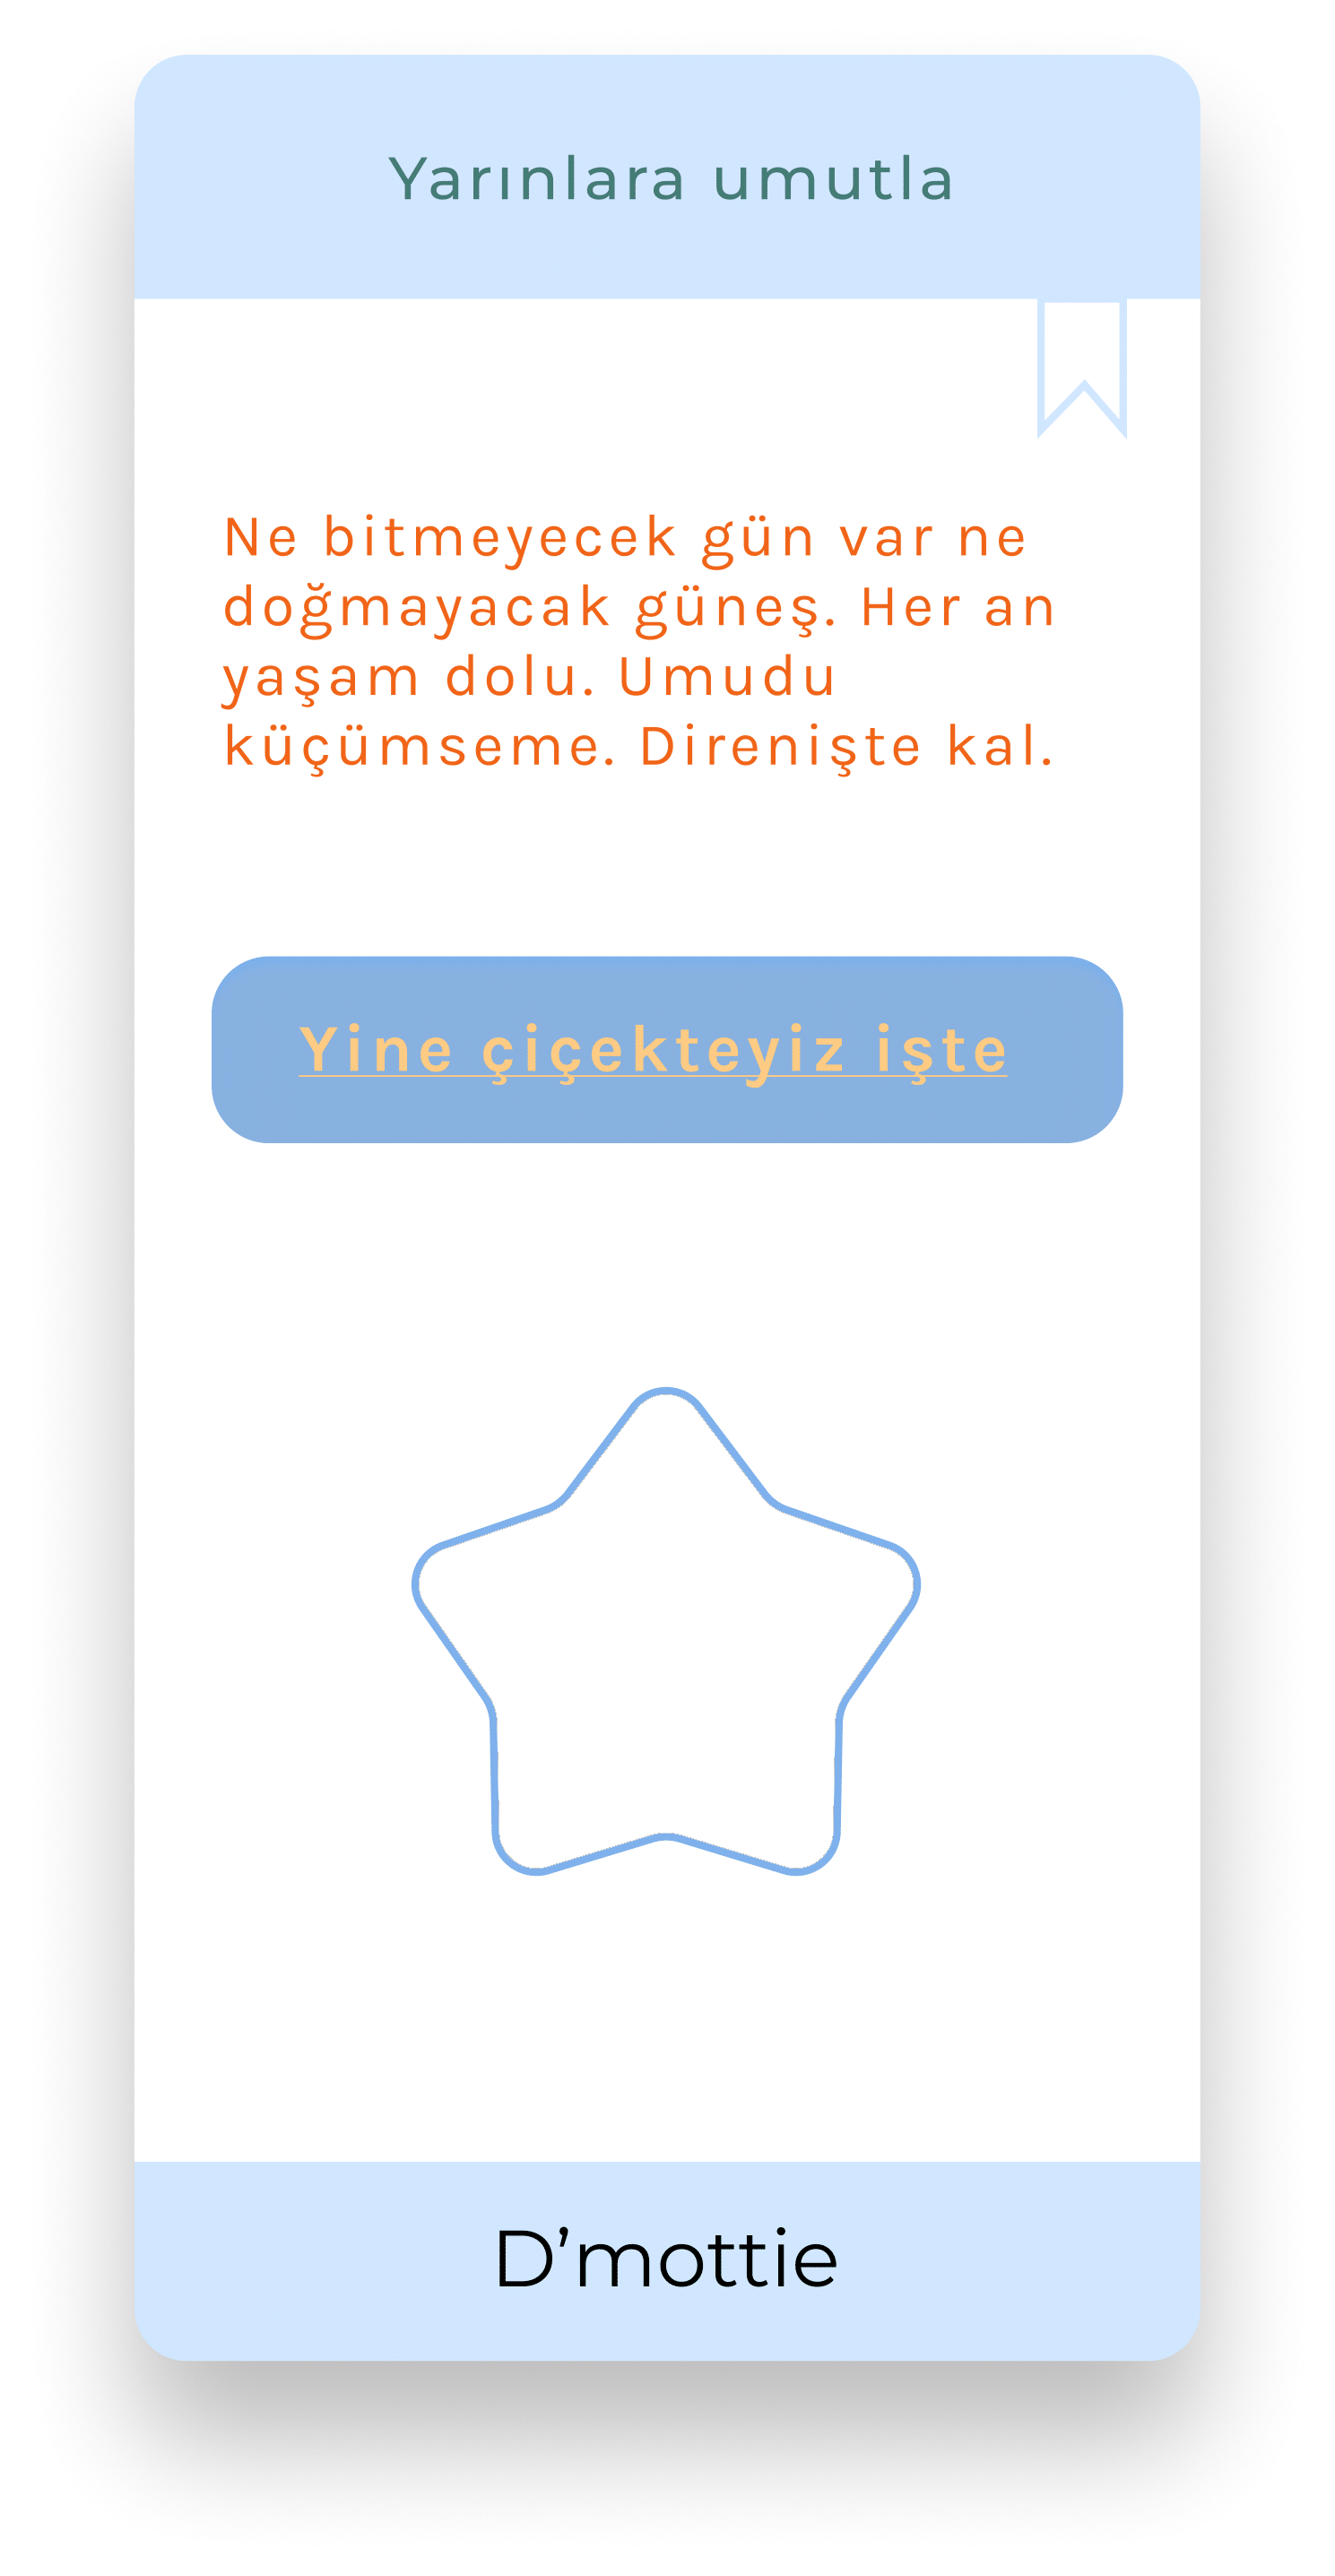 Yarınlara umutla
Ne bitmeyecek gün var ne
doğmayacak güneş. Her an
yaşam dolu. Umudu
küçümseme. Direnişte kal.
Yine çiçekteyiz işte
D’mottie